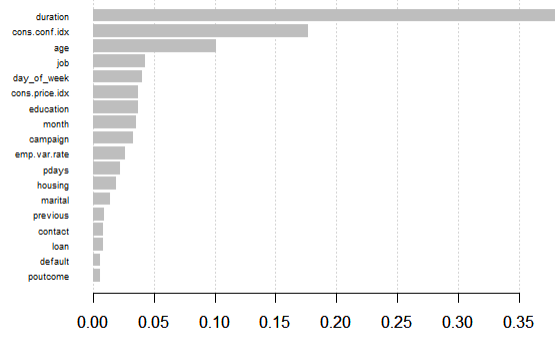 duration
cons.conf.idx
age
job
day_of_week
cons.price.idx
education
month
campaign
emp.var.rate
pdays
housing
marital
previous
contact
loan
default
poutcome
0.00 0.05 0.10 0.15 0.20 0.25 0.30 0.35